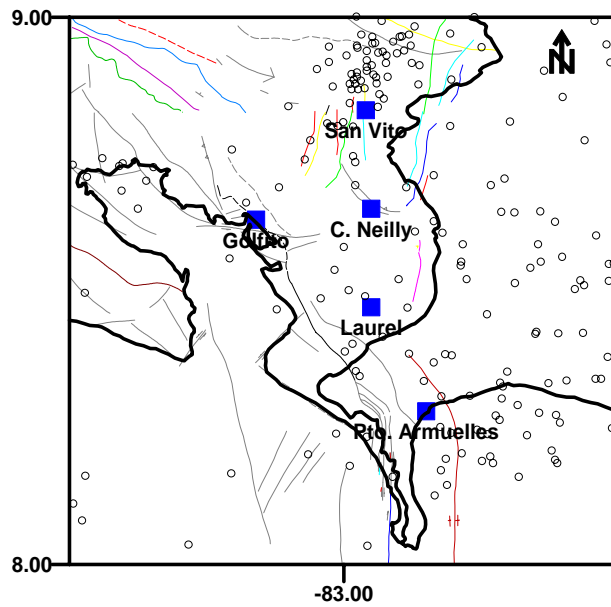 9.00
N
San Vito
C. Neilly
Golfito
Laurel
Pto. Armuelles
8.00
-83.00